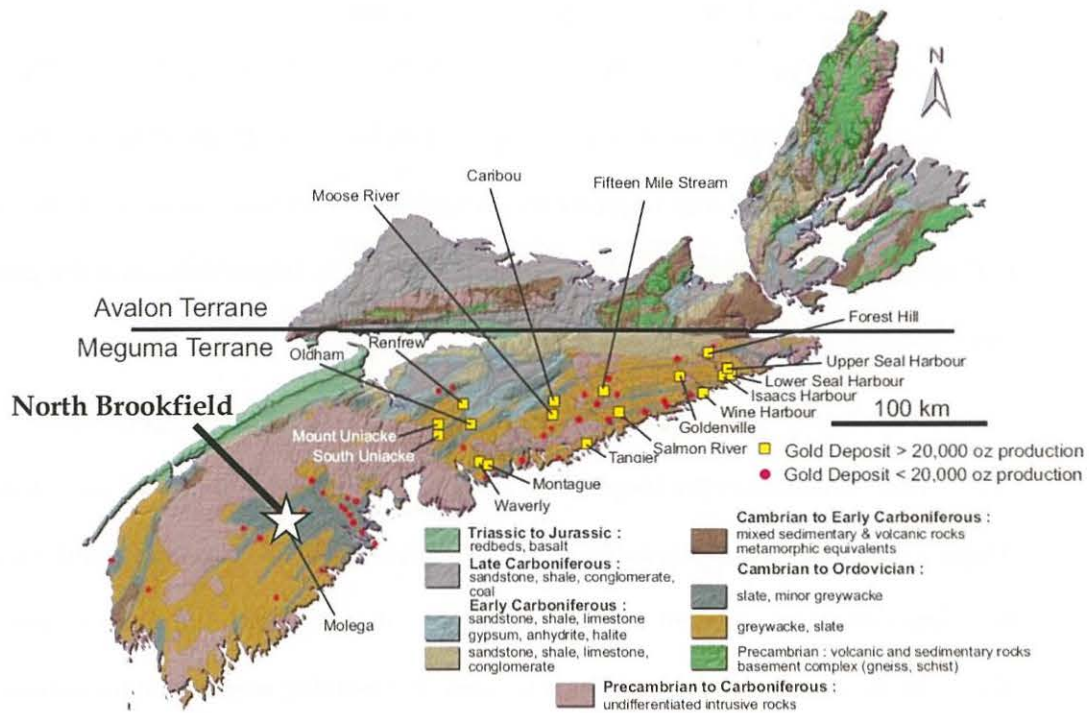 N
Caribou
Moose River
Fifteen Mile Stream
Avalon Terrane
Meguma Terrane
Forest Hill
Renfrew
Oldham
Upper Seal Harbour
Lower Seal Harbour
Isaacs Harbour
Wine Harbour
100 km
North Brookfield
Goldenville
Mount Uniacke
South Uniacke
Salmon River
Tangier
Gold Deposit > 20,000 oz production
Gold Deposit < 20,000 oz production
Montague
Waverly
Molega
Triassic to Jurassic :
redbeds, basalt
Late Carboniferous :
sandstone, shale, conglomerate,
coal
Early Carboniferous :
sandstone, shale, limestone
gypsum, anhydrite, halite
sandstone, shale, limestone,
conglomerate
Cambrian to Early Carboniferous :
mixed sedimentary & volcanic rocks
metamorphic equivalents
Cambrian to Ordovician :
slate, minor greywacke
greywacke, slate
Precambrian : volcanic and sedimentary rocks
basement complex (gneiss, schist)
Precambrian to Carboniferous :
undifferentiated intrusive rocks